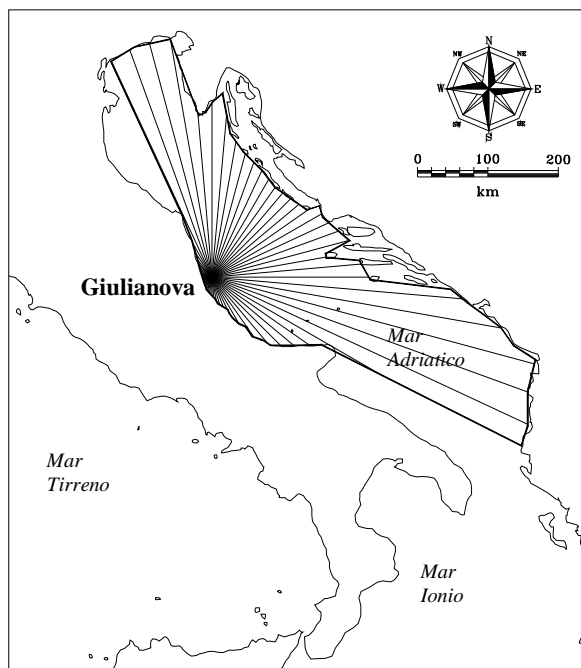 N
NW
NE
W
E
SW
SE
S
0
100
200
km
Giulianova
Mar
Adriatico
Mar
Tirreno
Mar
Ionio